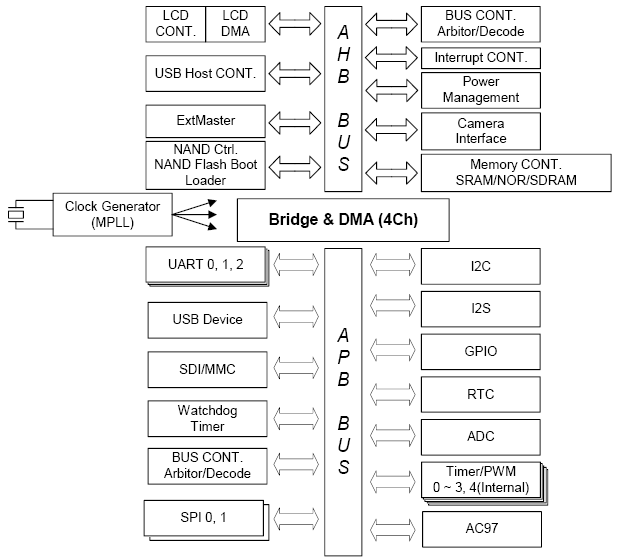 LCD
CONT.
LCD
DMA
USB Host CONT.
ExtMaster
NAND Ctrl.
NAND Flash Boot
Loader
A
H
B
B
U
S
BUS CONT.
Arbitor/Decode
Interrupt CONT.
Power
Management
Camera
Interface
Memory CONT.
SRAM/NOR/SDRAM
Clock Generator
(MPLL)
Bridge & DMA (4Ch)
UART 0, 1, 2
USB Device
SDI/MMC
Watchdog
Timer
BUS CONT.
Arbitor/Decode
SPI 0, 1
A
P
B
B
U
S
I2C
I2S
GPIO
RTC
ADC
Timer/PWM
0 ~ 3, 4(Internal)
AC97